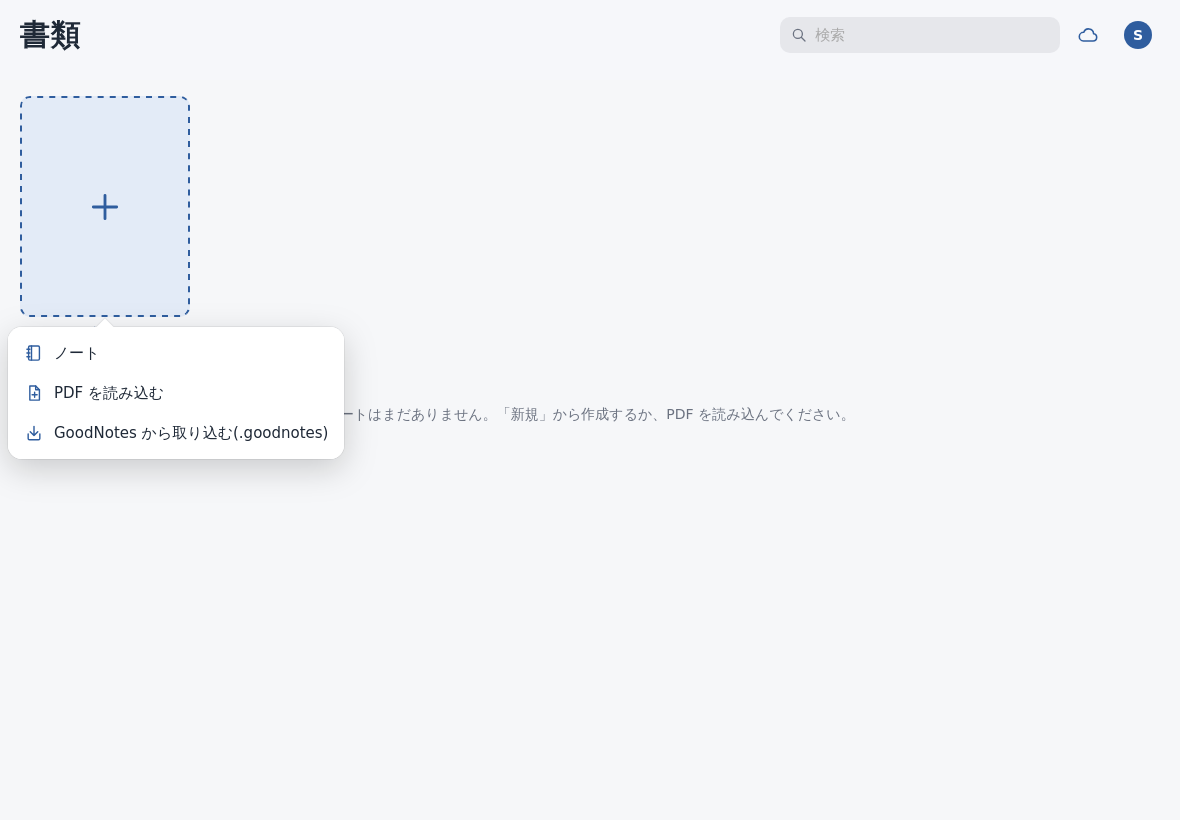 書類
検索
S
ノート
PDF を読み込む
ートはまだありません。「新規」から作成するか、PDF を読み込んでください。
GoodNotes から取り込む(.goodnotes)